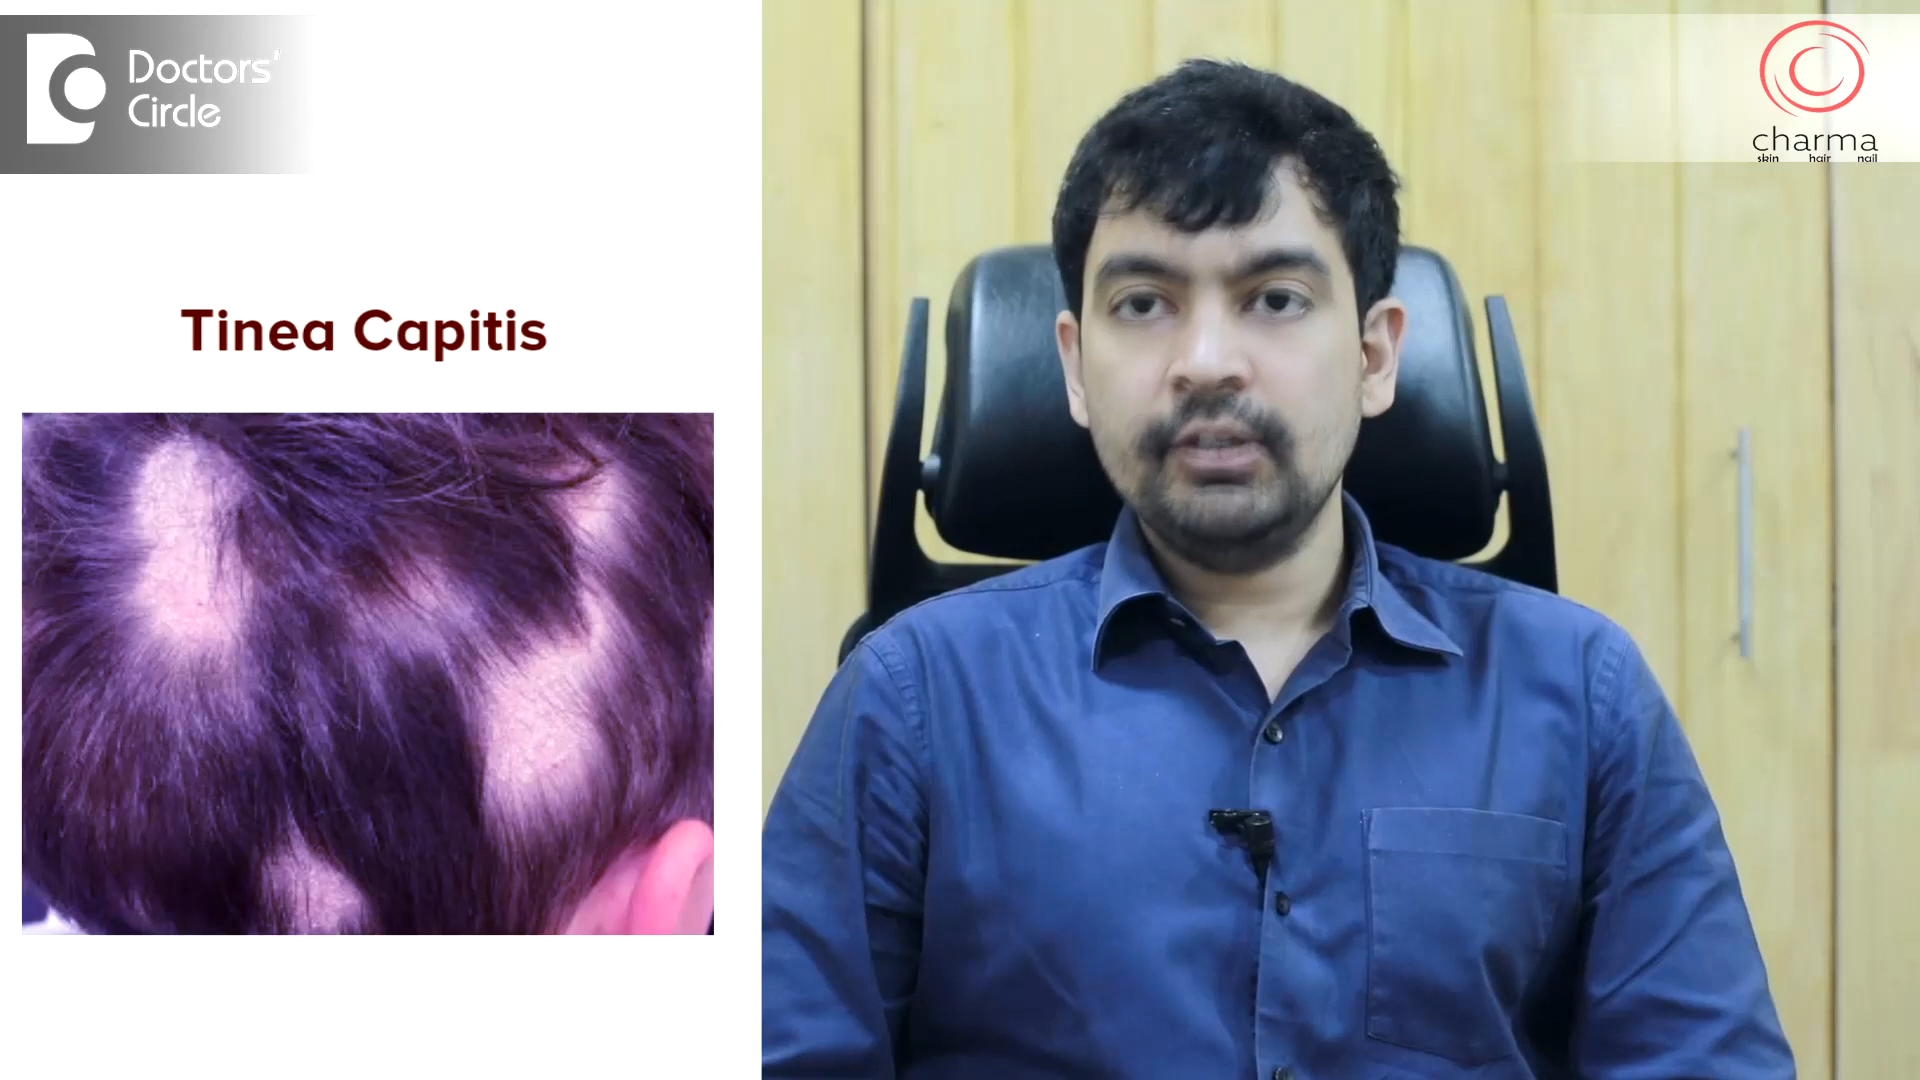 Doctors'
Circle
Tinea Capitis
charma
skin hair nail